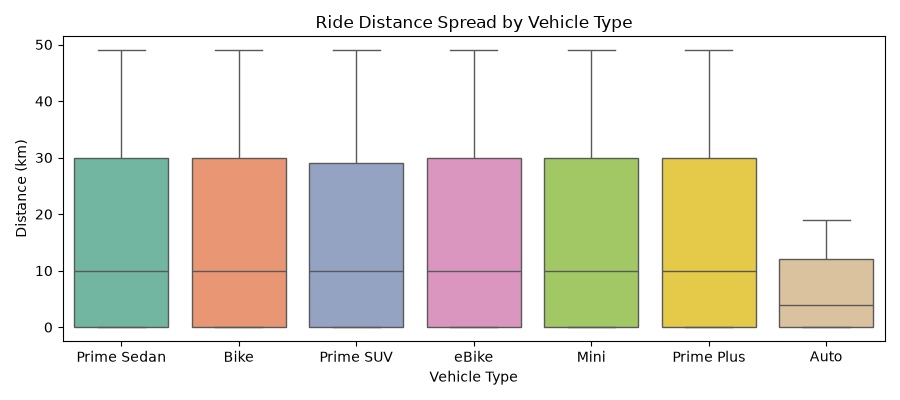 Ride Distance Spread by Vehicle Type
50
40
30
20
10
0
Distance (km)
Prime Sedan Bike Prime SUV eBike Mini Prime Plus Auto
Vehicle Type